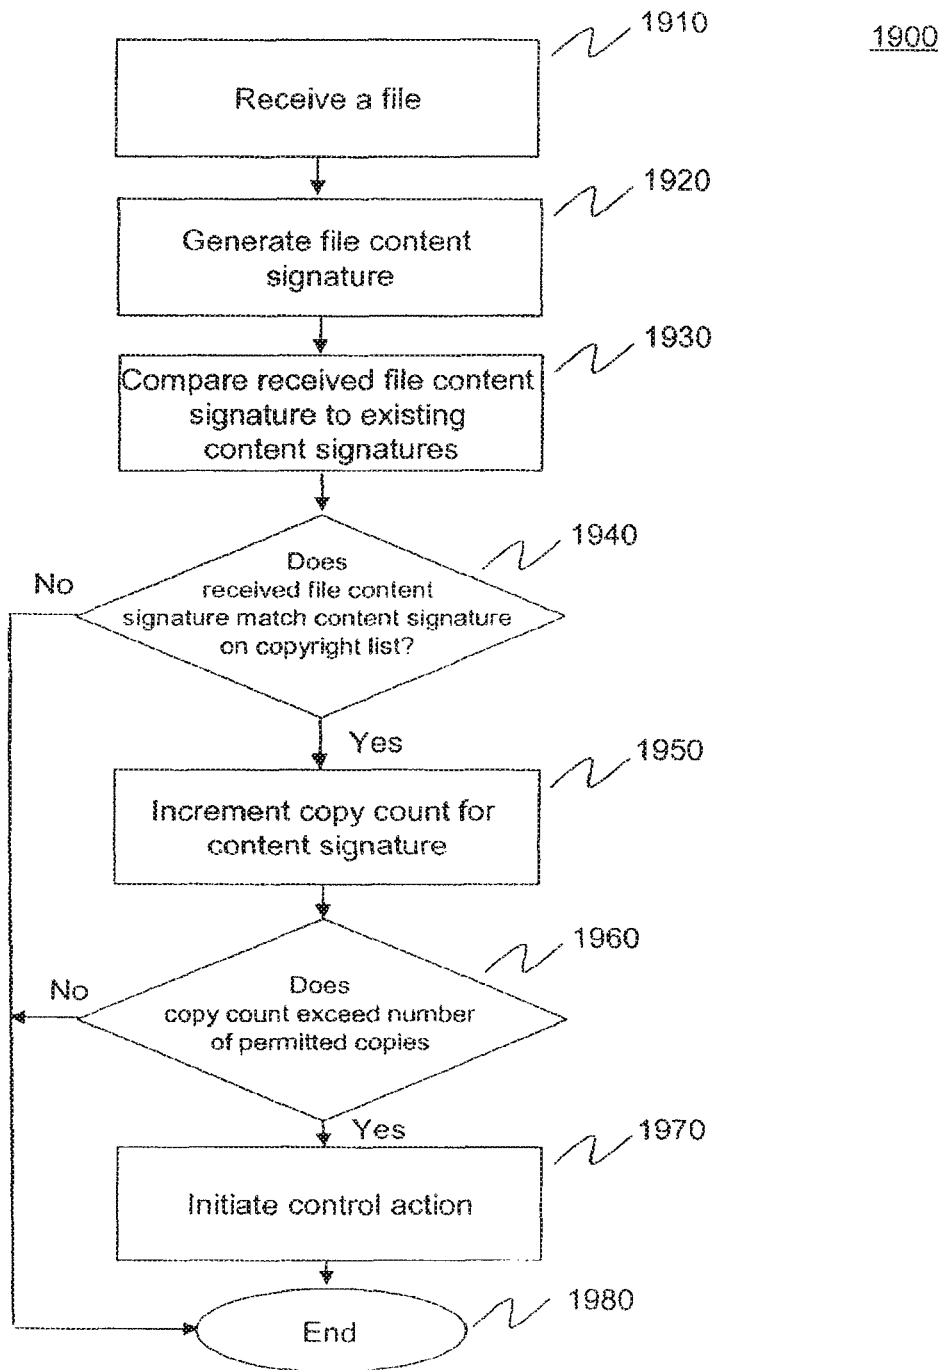 1900
1910
Receive a file
1920
Generate file content
signature
1930
Compare received file content
signature to existing
content signatures
1940
No
Does
received file content
signature match content signature
on copyright list?
Yes
1950
Increment copy count for
content signature
1960
No
Does
copy count exceed number
of permitted copies
Yes
1970
Initiate control action
1980
End